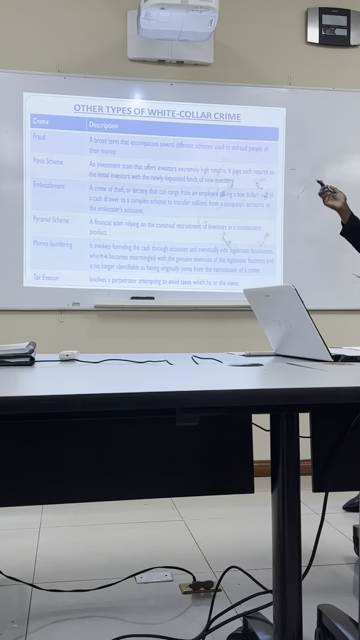 OTHER TYPES OF WHITE-COLLAR CRIME
Crime Description
Fraud A broad term that encompasses several different schemes used to defraud people of
their money.
Ponzi Scheme An investment scam that offers investors extremely high returns. It pays such returns to
the initial investors with the newly deposited funds of new investors.
Embezzlement A crime of theft, or larceny, that can range from an employee taking a few dollars out of
a cash drawer to a complex scheme to transfer millions from a company's accounts to
the embezzler's accounts.
Pyramid Scheme A financial scam relying on the continual recruitment of investors in a nonexistent
product.
Money laundering It involves funneling the cash through accounts and eventually into legitimate businesses,
where it becomes intermingled with the genuine revenues of the legitimate business and
is no longer identifiable as having originally come from the commission of a crime.
Tax Evasion Involves a perpetrator attempting to avoid taxes which he or she owes.